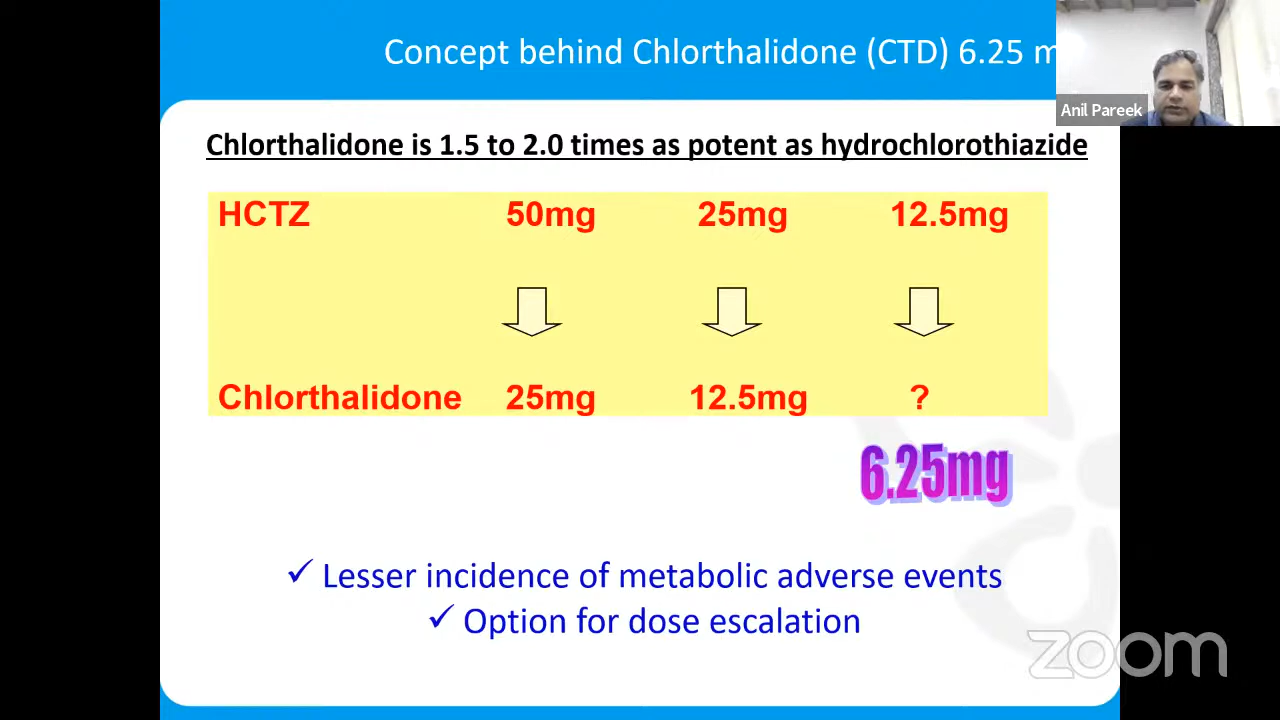 Concept behind Chlorthalidone (CTD) 6.25 m
Anil Pareek
Chlorthalidone is 1.5 to 2.0 times as potent as hydrochlorothiazide
HCTZ 50mg 25mg 12.5mg
Chlorthalidone 25mg 12.5mg ?
6.25mg
✓ Lesser incidence of metabolic adverse events
✓ Option for dose escalation
zoom